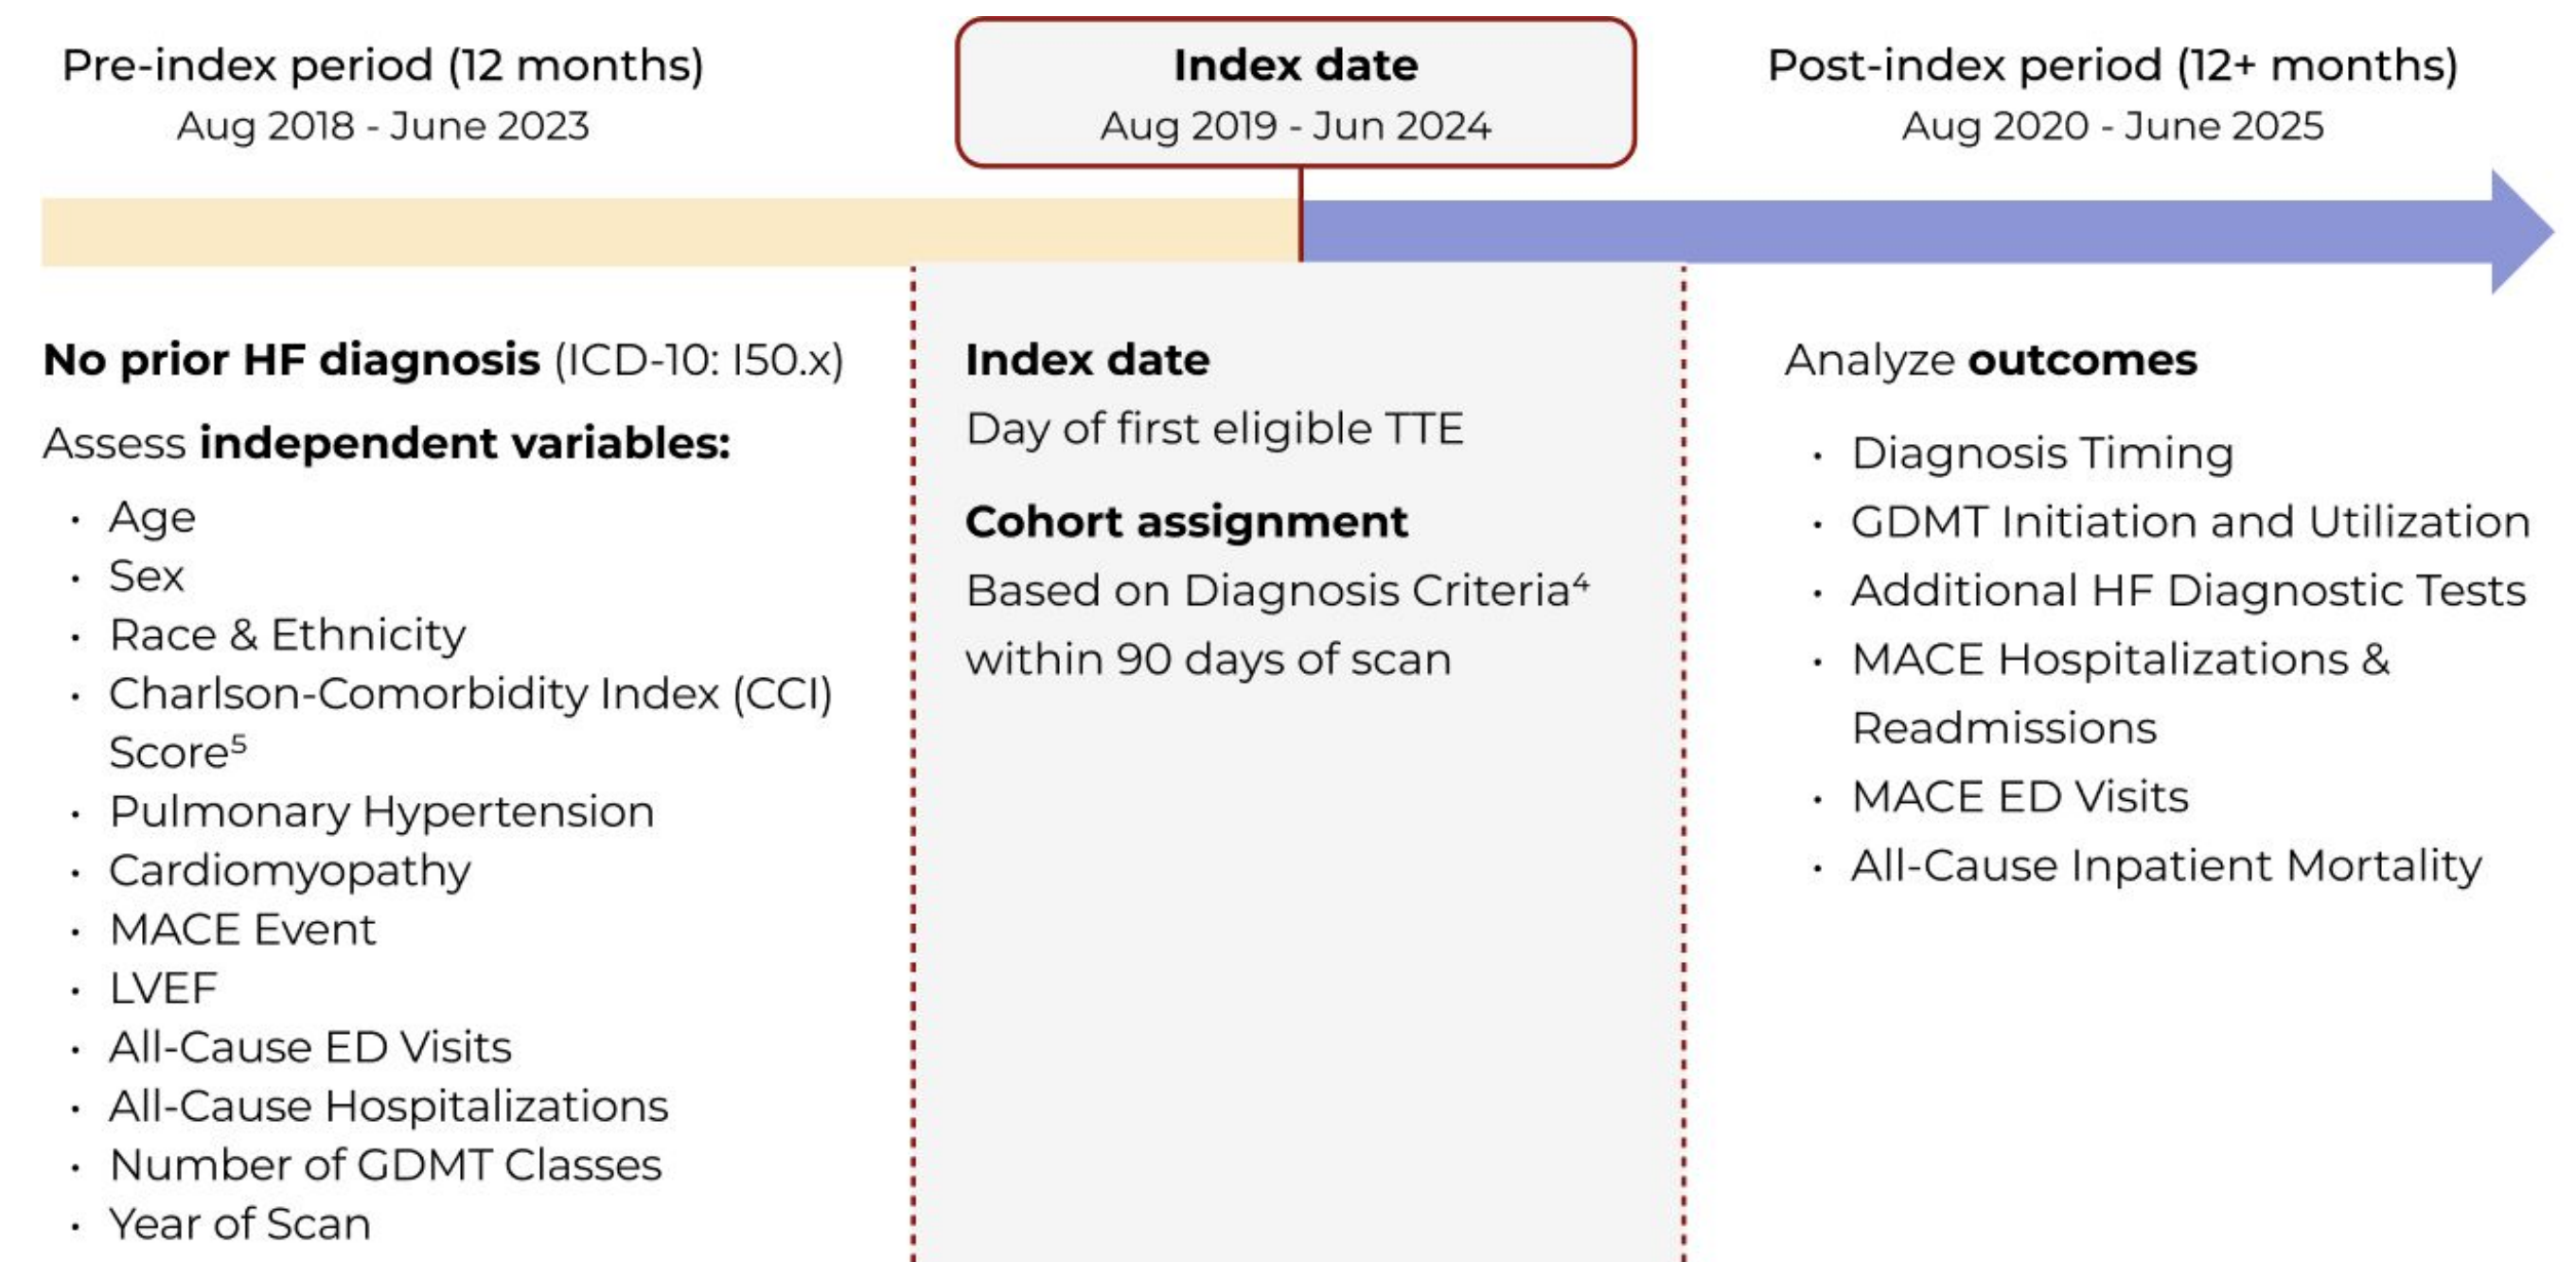 Pre-index period (12 months)
Aug 2018 - June 2023
Index date
Aug 2019 - Jun 2024
Post-index period (12+ months)
Aug 2020 - June 2025
No prior HF diagnosis (ICD-10: I50.x)
Assess independent variables:
· Age
· Sex
· Race & Ethnicity
· Charlson-Comorbidity Index (CCI)
Score⁵
· Pulmonary Hypertension
· Cardiomyopathy
· MACE Event
· LVEF
· All-Cause ED Visits
· All-Cause Hospitalizations
· Number of GDMT Classes
· Year of Scan
Index date
Day of first eligible TTE
Cohort assignment
Based on Diagnosis Criteria⁴
within 90 days of scan
Analyze outcomes
· Diagnosis Timing
· GDMT Initiation and Utilization
· Additional HF Diagnostic Tests
· MACE Hospitalizations &
Readmissions
· MACE ED Visits
· All-Cause Inpatient Mortality